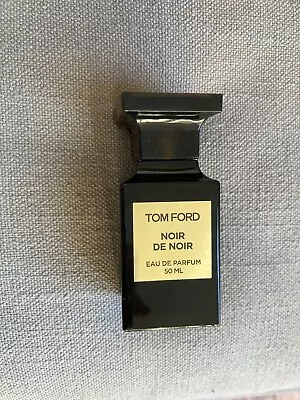 TOM FORD
NOIR
DE NOIR
EAU DE PARFUM
50 ML